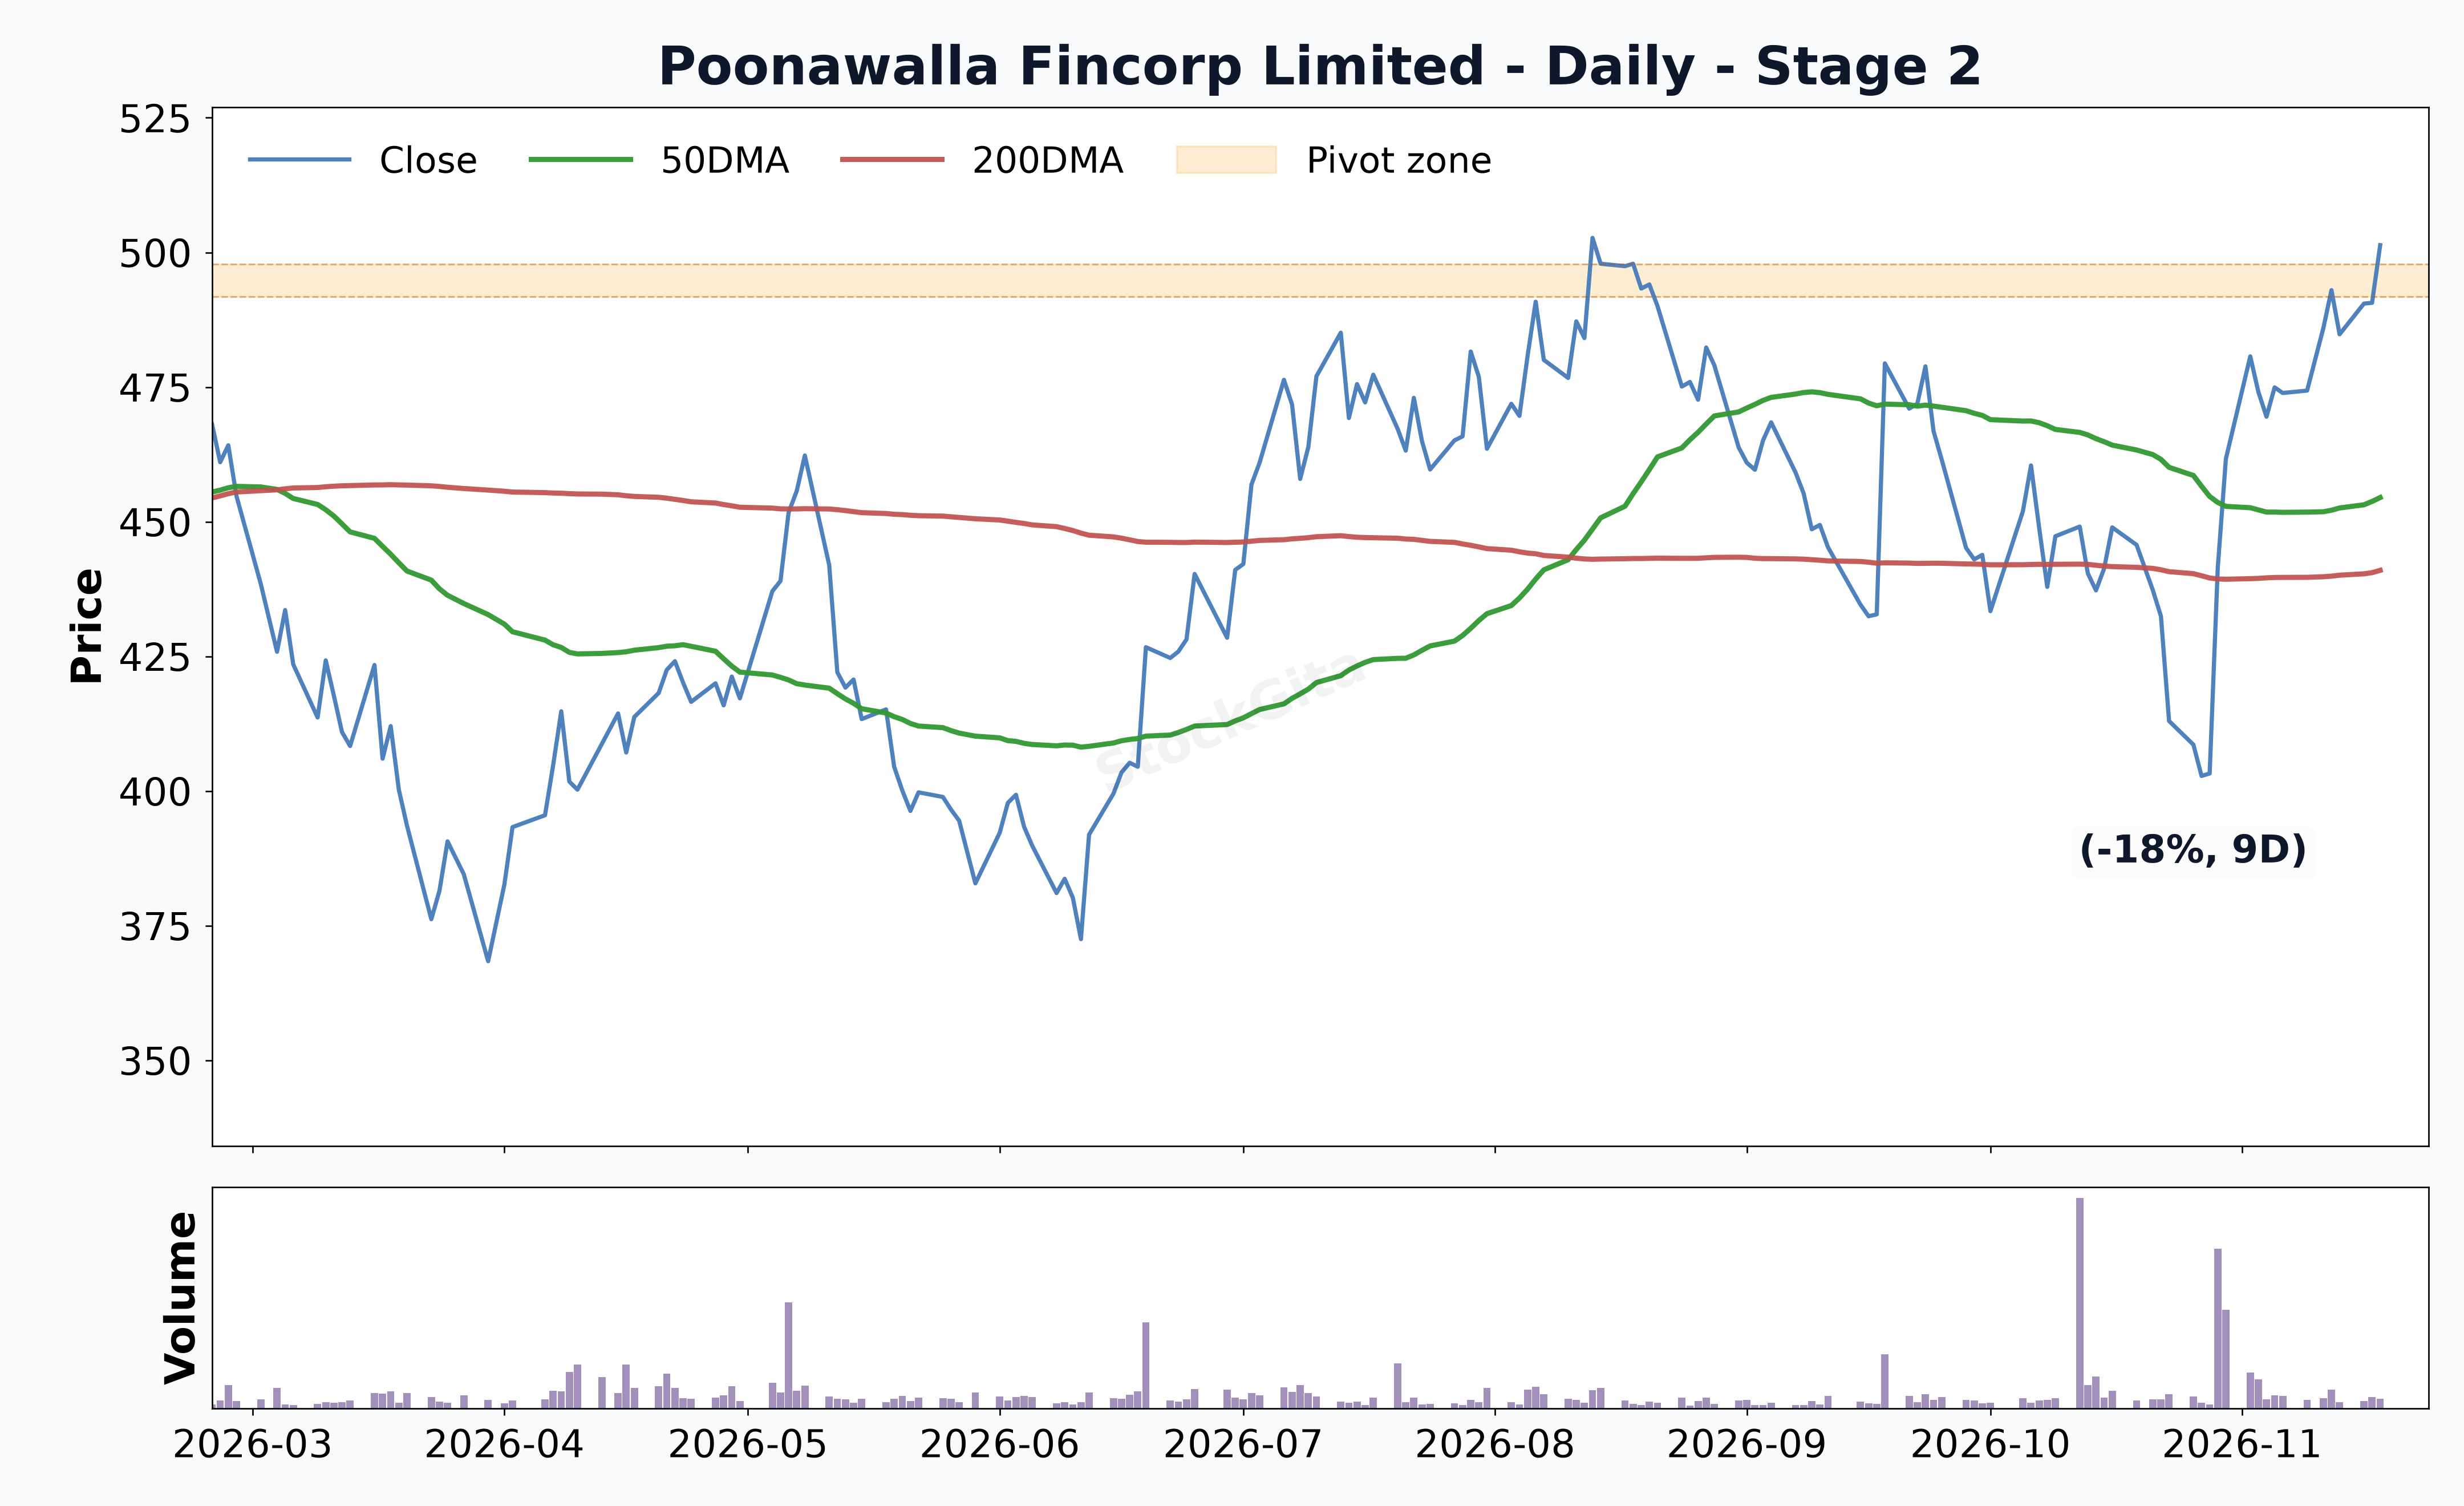 Poonawalla Fincorp Limited - Daily - Stage 2
Close 50DMA 200DMA Pivot zone
Price
525
500
475
450
425
400
375
350
StockGita
(-18%, 9D)
Volume
2026-03 2026-04 2026-05 2026-06 2026-07 2026-08 2026-09 2026-10 2026-11